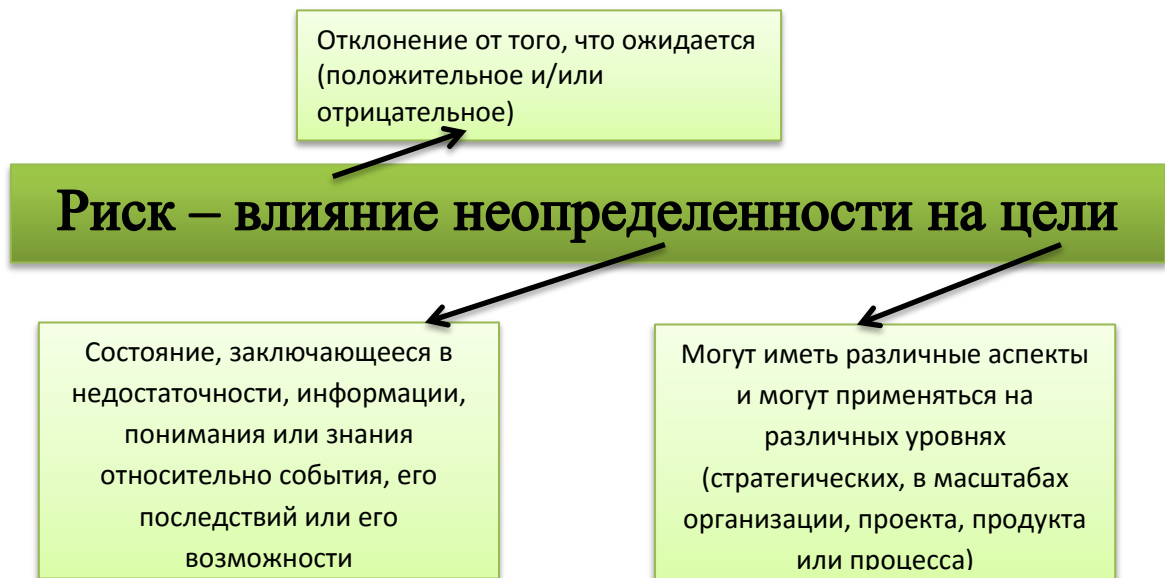 Отклонение от того, что ожидается
(положительное и/или
отрицательное)
Риск – влияние неопределенности на цели
Состояние, заключающееся в
недостаточности, информации,
понимания или знания
относительно события, его
последствий или его
возможности
Могут иметь различные аспекты
и могут применяться на
различных уровнях
(стратегических, в масштабах
организации, проекта, продукта
или процесса)